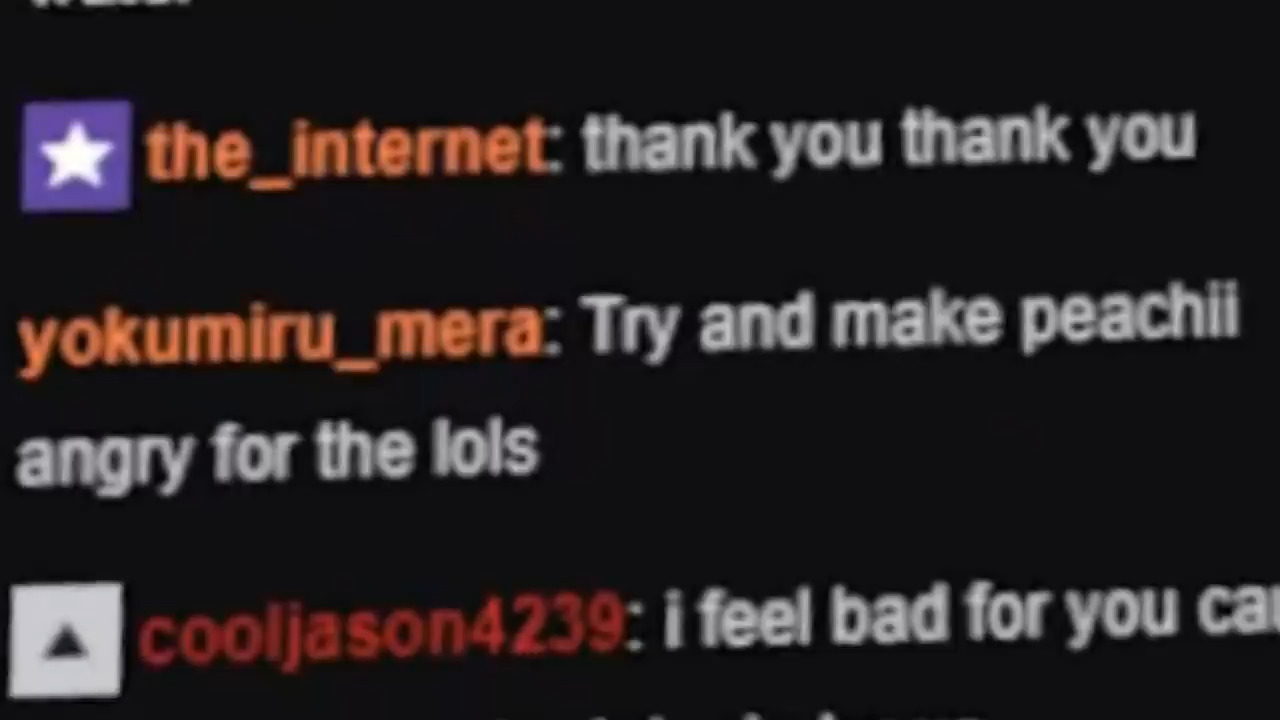 the_internet: thank you thank you
yokumiru_mera: Try and make peachii
angry for the lols
cooljason4239: i feel bad for you